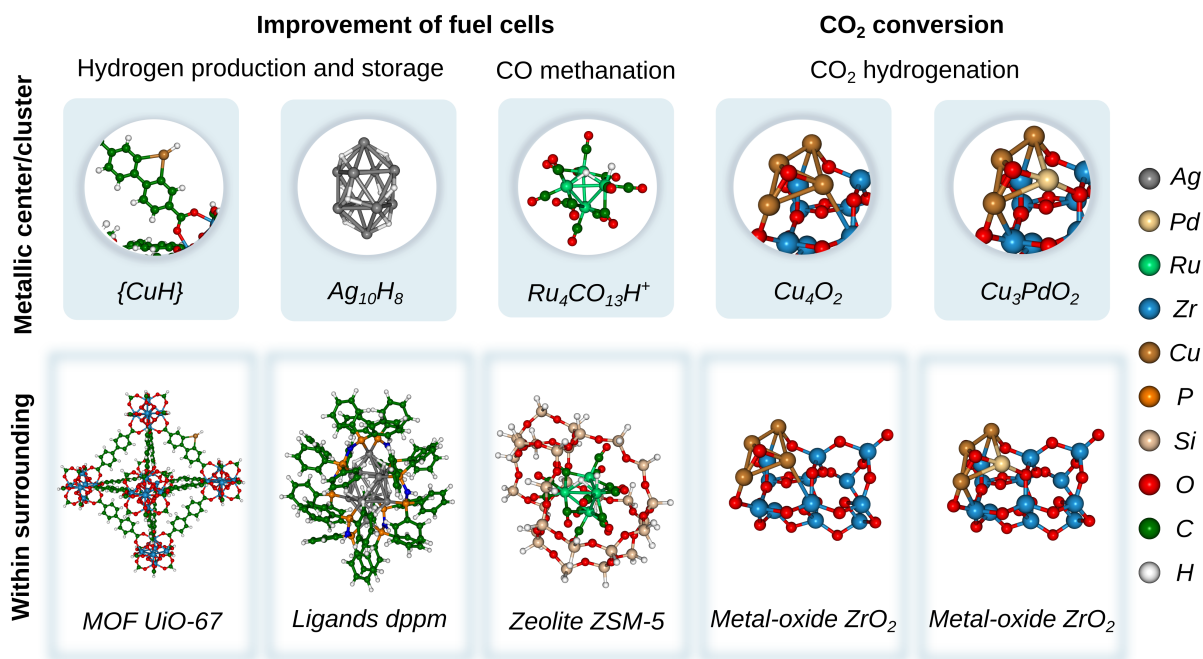 Improvement of fuel cells
CO₂ conversion
Hydrogen production and storage
CO methanation
CO₂ hydrogenation
Metallic center/cluster
{CuH}
Ag₁₀H₈
Ru₄CO₁₃H⁺
Cu₄O₂
Cu₃PdO₂
Within surrounding
MOF UiO-67
Ligands dppm
Zeolite ZSM-5
Metal-oxide ZrO₂
Metal-oxide ZrO₂
Ag
Pd
Ru
Zr
Cu
P
Si
O
C
H